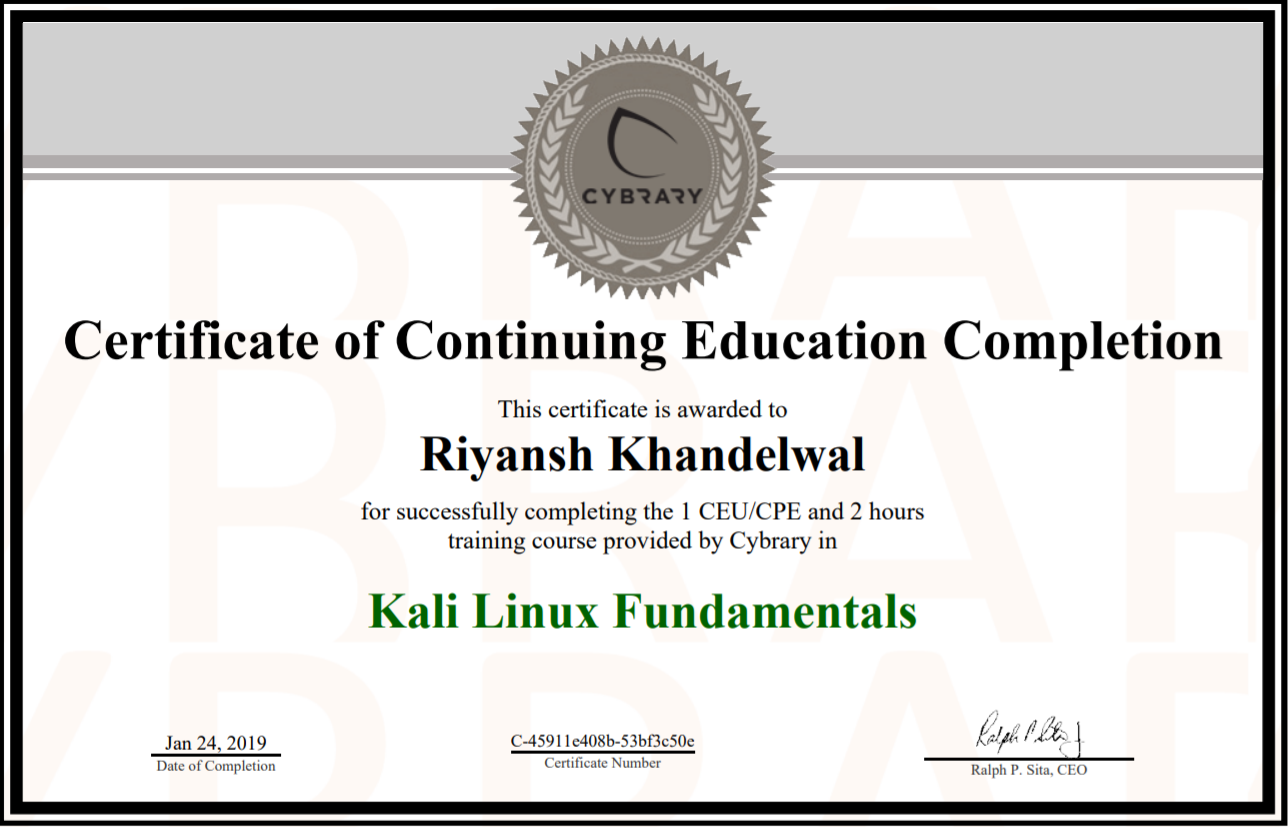 CYBRARY
Certificate of Continuing Education Completion
This certificate is awarded to
Riyansh Khandelwal
for successfully completing the 1 CEU/CPE and 2 hours
training course provided by Cybrary in
Kali Linux Fundamentals
Jan 24, 2019
Date of Completion
C-45911e408b-53bf3c50e
Certificate Number
Ralph P. Sita, CEO